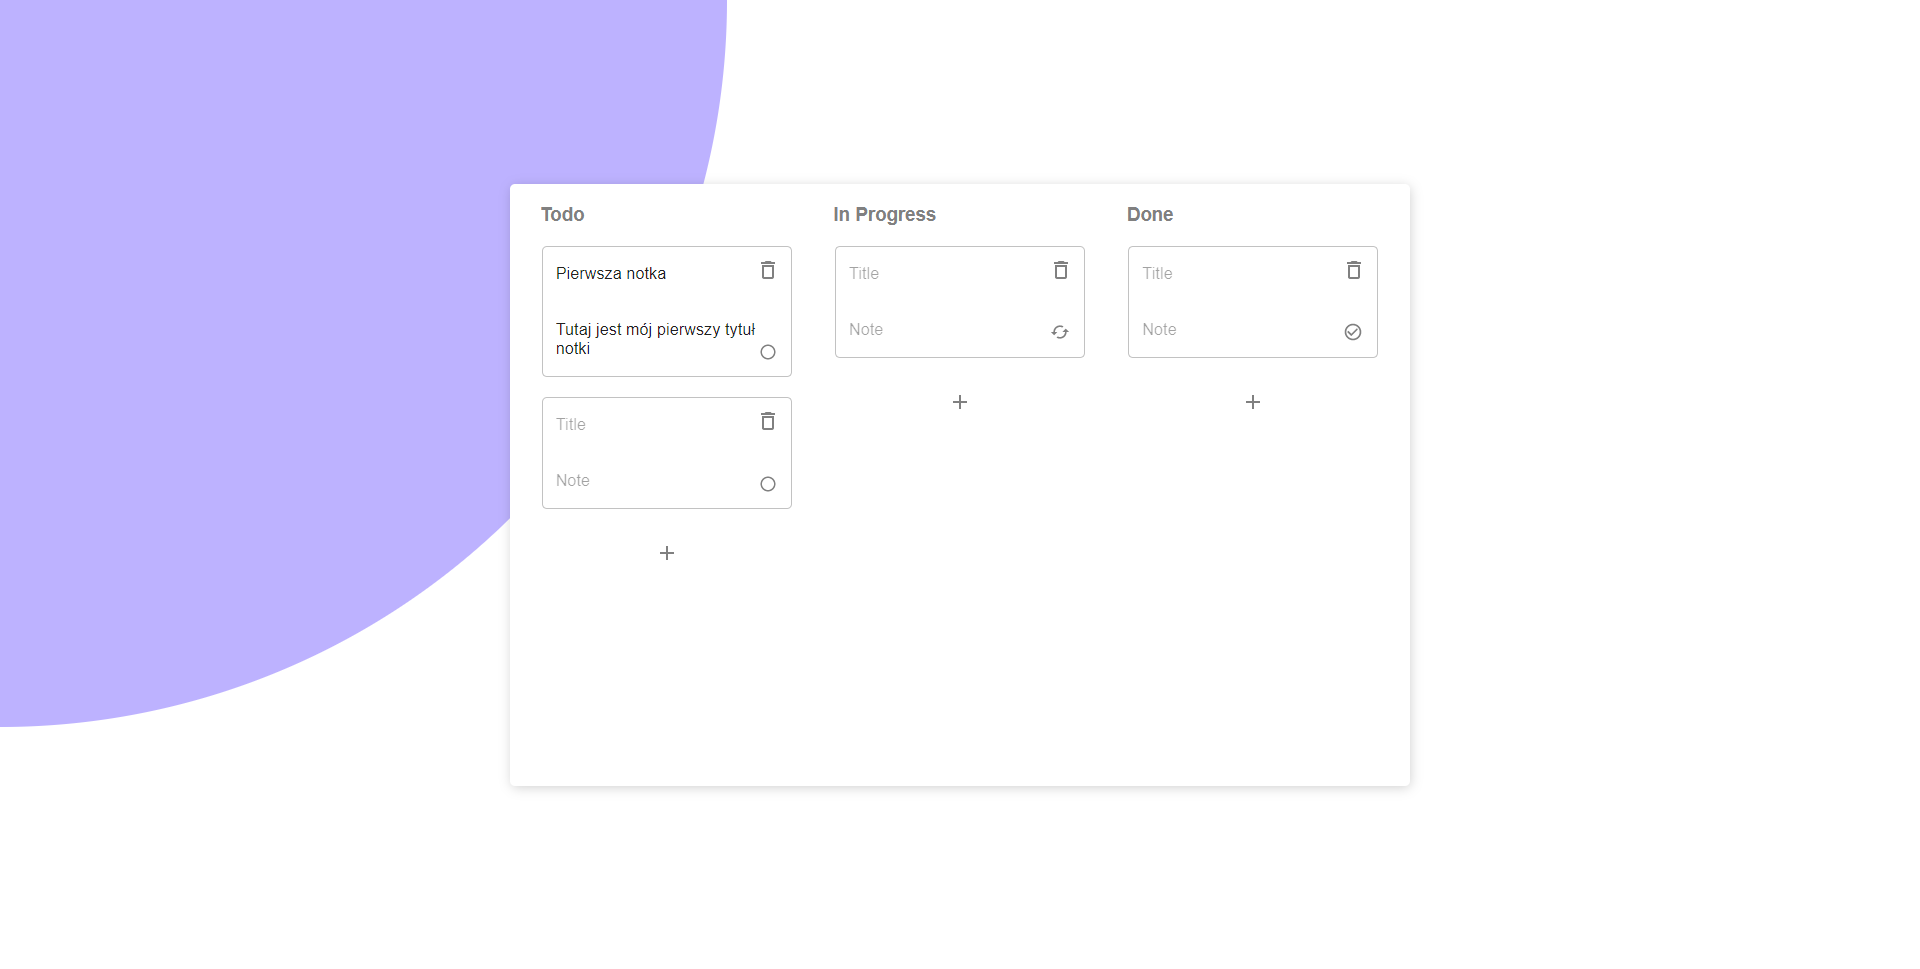 Todo
Pierwsza notka
Tutaj jest mój pierwszy tytuł
notki
Title
Note
In Progress
Title
Note
Done
Title
Note